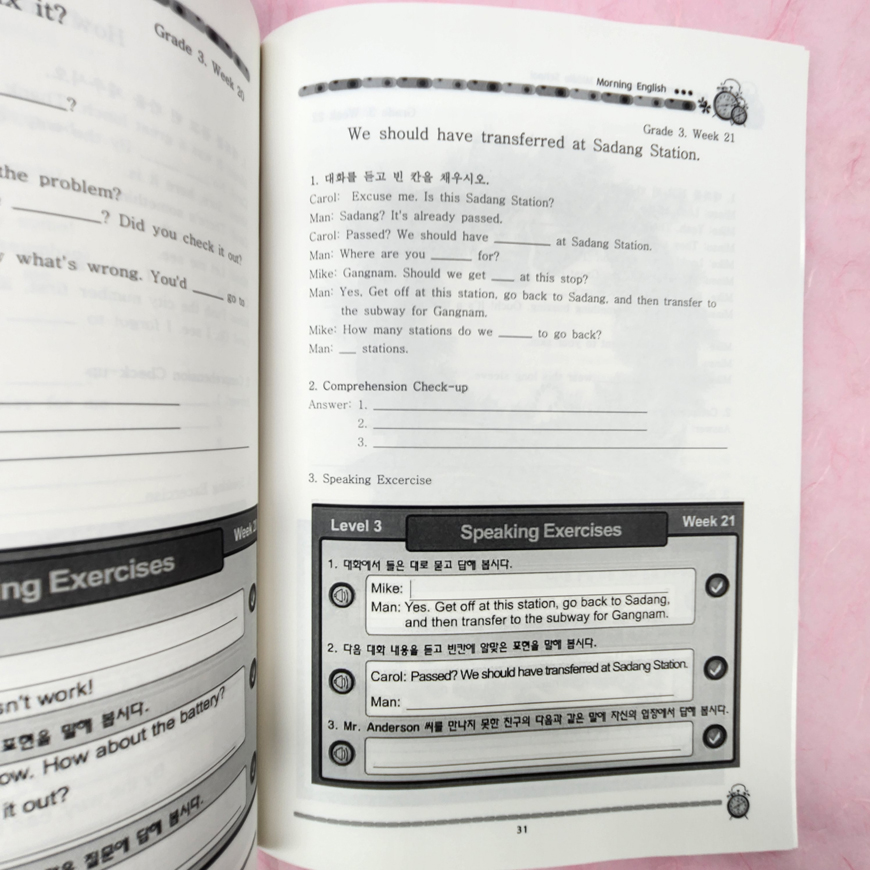 x it?
Grade 3. Week 20
?
the problem?
? Did you check it out?
what's wrong. You'd ____ go to
Week 2
ng Exercises
sn't work!
표현을 말해 봅시다.
ow. How about the battery?
it out?
질문에 답해 봅시다.
Morning English
Grade 3. Week 21
We should have transferred at Sadang Station.
1. 대화를 듣고 빈 칸을 채우시오.
Carol: Excuse me. Is this Sadang Station?
Man: Sadang? It's already passed.
Carol: Passed? We should have ________ at Sadang Station.
Man: Where are you ______ for?
Mike: Gangnam. Should we get ___ at this stop?
Man: Yes. Get off at this station, go back to Sadang, and then transfer to
the subway for Gangnam.
Mike: How many stations do we _____ to go back?
Man: __ stations.
2. Comprehension Check-up
Answer: 1.
2.
3.
3. Speaking Excercise
Level 3
Speaking Exercises
Week 21
1. 대화에서 들은 대로 묻고 답해 봅시다.
Mike:
Man: Yes. Get off at this station, go back to Sadang,
and then transfer to the subway for Gangnam.
2. 다음 대화 내용을 듣고 빈칸에 알맞은 표현을 말해 봅시다.
Carol: Passed? We should have transferred at Sadang Station.
Man:
3. Mr. Anderson 씨를 만나지 못한 친구의 다음과 같은 말에 자신의 입장에서 답해 봅시다.
31